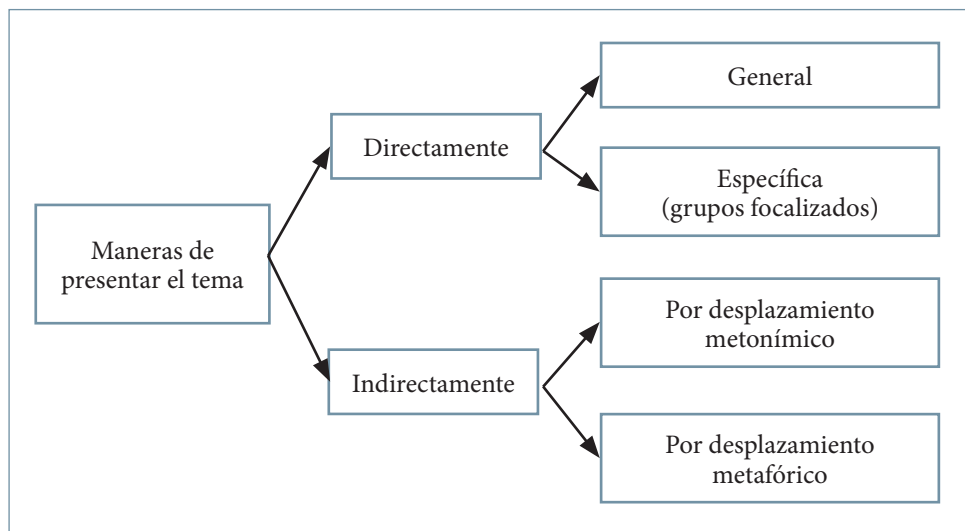 Maneras de
presentar el tema
Directamente
General
Específica
(grupos focalizados)
Indirectamente
Por desplazamiento
metonímico
Por desplazamiento
metafórico